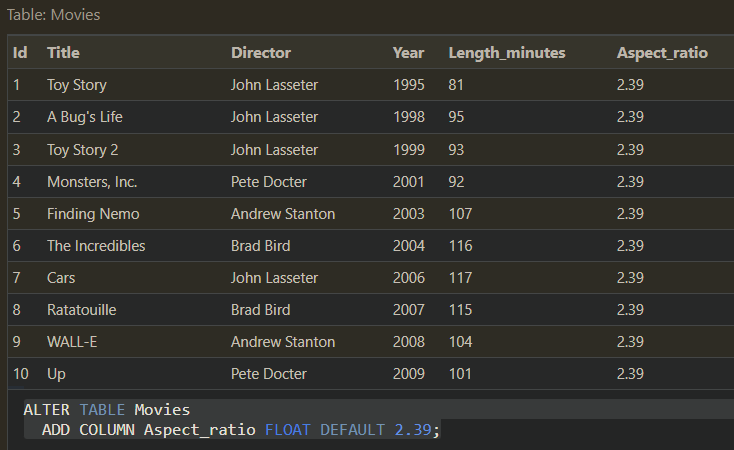 Table: Movies
Id Title Director Year Length_minutes Aspect_ratio
1 Toy Story John Lasseter 1995 81 2.39
2 A Bug's Life John Lasseter 1998 95 2.39
3 Toy Story 2 John Lasseter 1999 93 2.39
4 Monsters, Inc. Pete Docter 2001 92 2.39
5 Finding Nemo Andrew Stanton 2003 107 2.39
6 The Incredibles Brad Bird 2004 116 2.39
7 Cars John Lasseter 2006 117 2.39
8 Ratatouille Brad Bird 2007 115 2.39
9 WALL-E Andrew Stanton 2008 104 2.39
10 Up Pete Docter 2009 101 2.39
ALTER TABLE Movies
ADD COLUMN Aspect_ratio FLOAT DEFAULT 2.39;